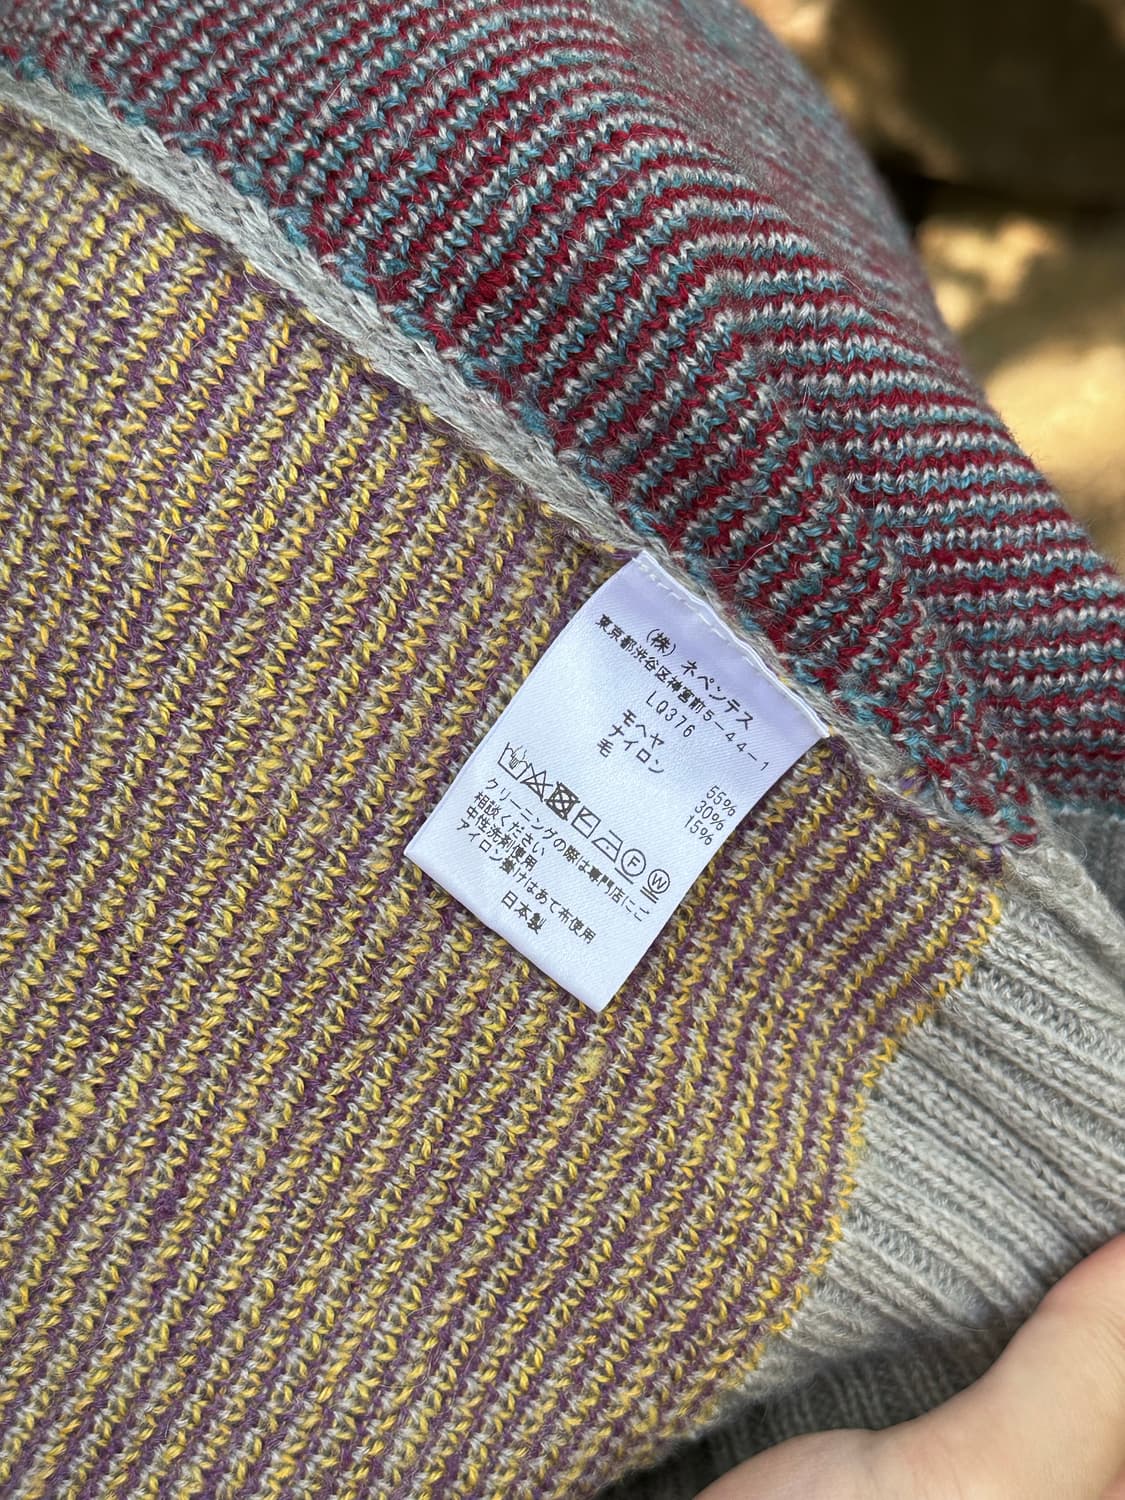 (株) ネペンテス
東京都渋谷区神宮前5-44-1
LQ376
モヘヤ 55%
ナイロン 30%
毛 15%
F W
クリーニングの際は専門店にご
相談ください
中性洗剤使用
アイロン掛けはあて布使用
日本製